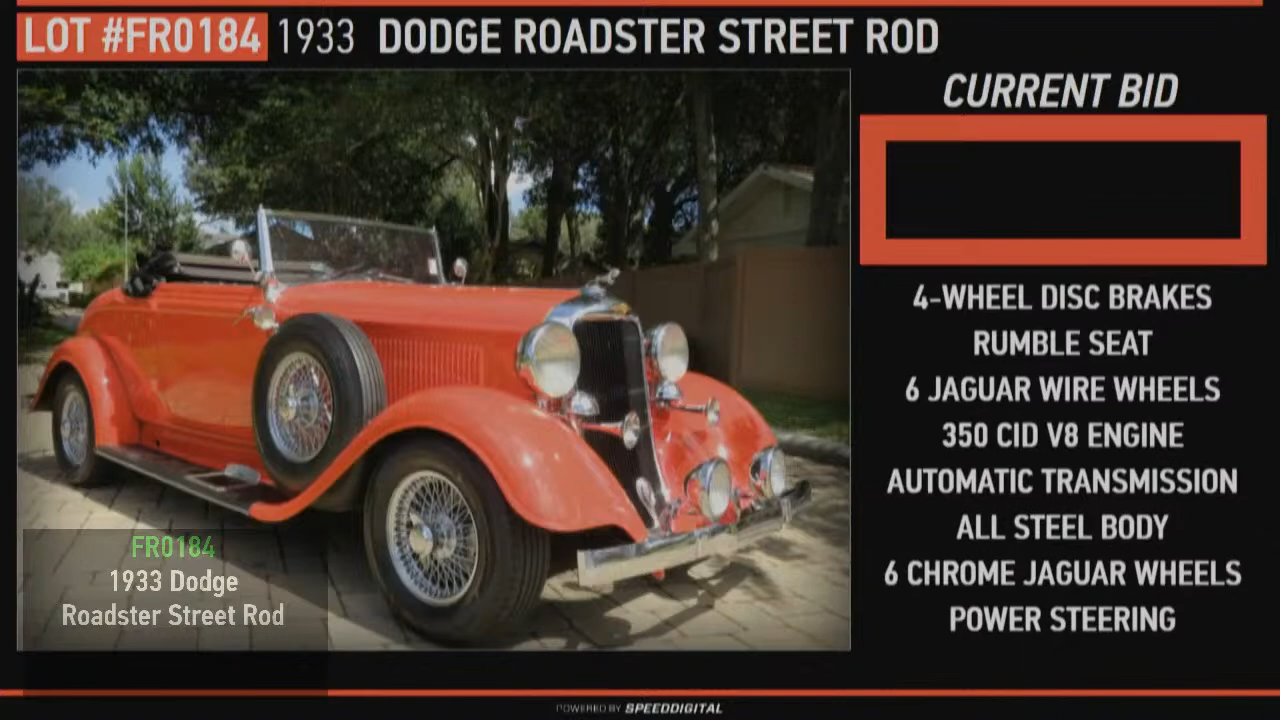 LOT #FR0184 1933 DODGE ROADSTER STREET ROD
CURRENT BID
4-WHEEL DISC BRAKES
RUMBLE SEAT
6 JAGUAR WIRE WHEELS
350 CID V8 ENGINE
AUTOMATIC TRANSMISSION
ALL STEEL BODY
6 CHROME JAGUAR WHEELS
POWER STEERING
FR0184
1933 Dodge
Roadster Street Rod
POWERED BY SPEEDDIGITAL